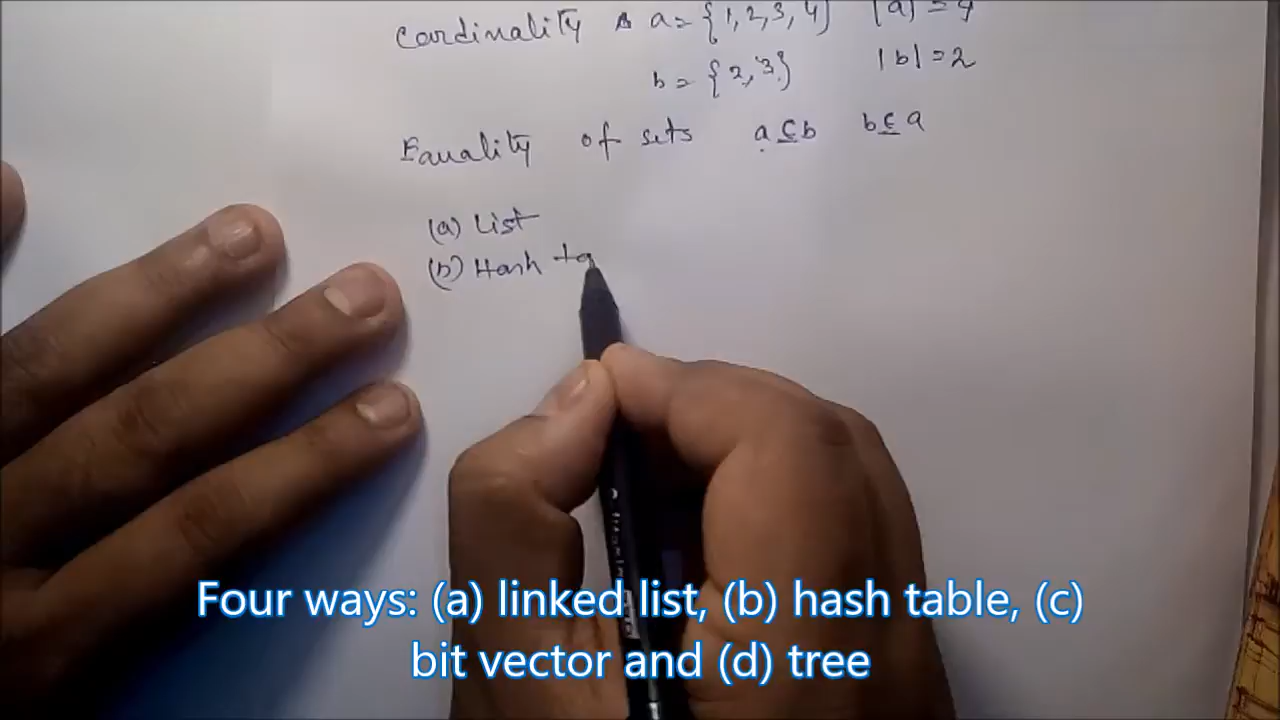 cardinality a = {1, 2, 3, 4} |a| = 4
b = {2, 3} |b| = 2
Equality of sets a ⊆ b b ⊆ a
(a) List
(b) Hash ta
Four ways: (a) linked list, (b) hash table, (c)
bit vector and (d) tree